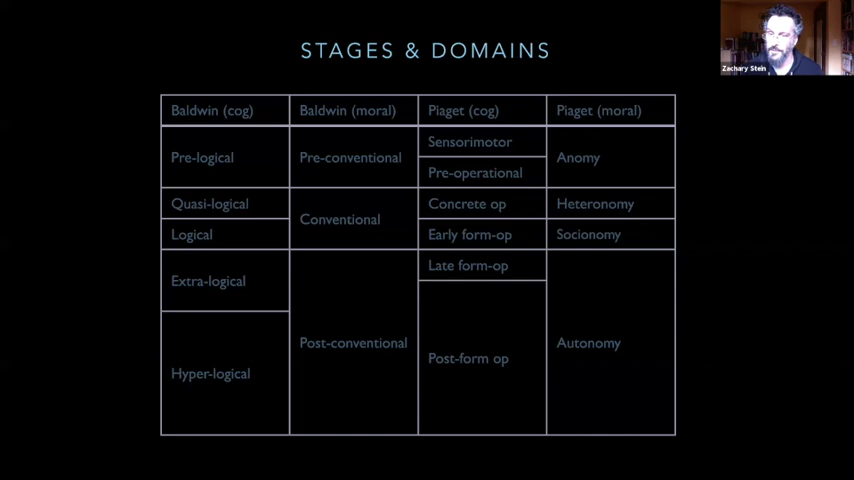 STAGES & DOMAINS
Zachary Stein
Baldwin (cog) Baldwin (moral) Piaget (cog) Piaget (moral)
Sensorimotor
Pre-logical Pre-conventional Anomy
Pre-operational
Quasi-logical Concrete op Heteronomy
Conventional
Logical Early form-op Socionomy
Late form-op
Extra-logical
Post-conventional Autonomy
Post-form op
Hyper-logical